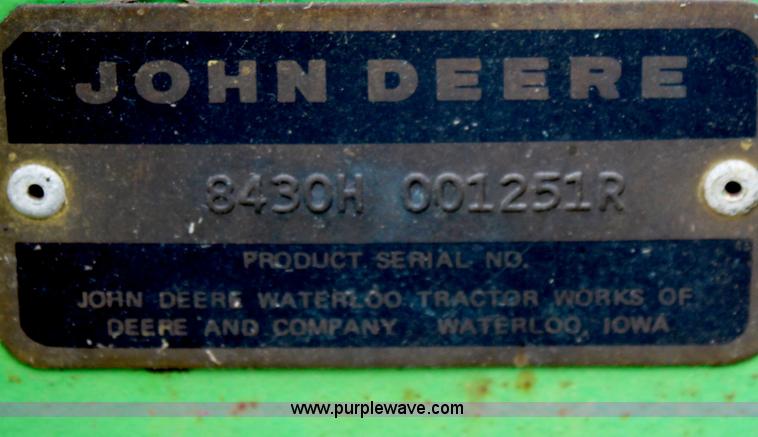 JOHN DEERE
8430H 001251R
PRODUCT SERIAL NO.
JOHN DEERE WATERLOO TRACTOR WORKS OF
DEERE AND COMPANY WATERLOO, IOWA
www.purplewave.com